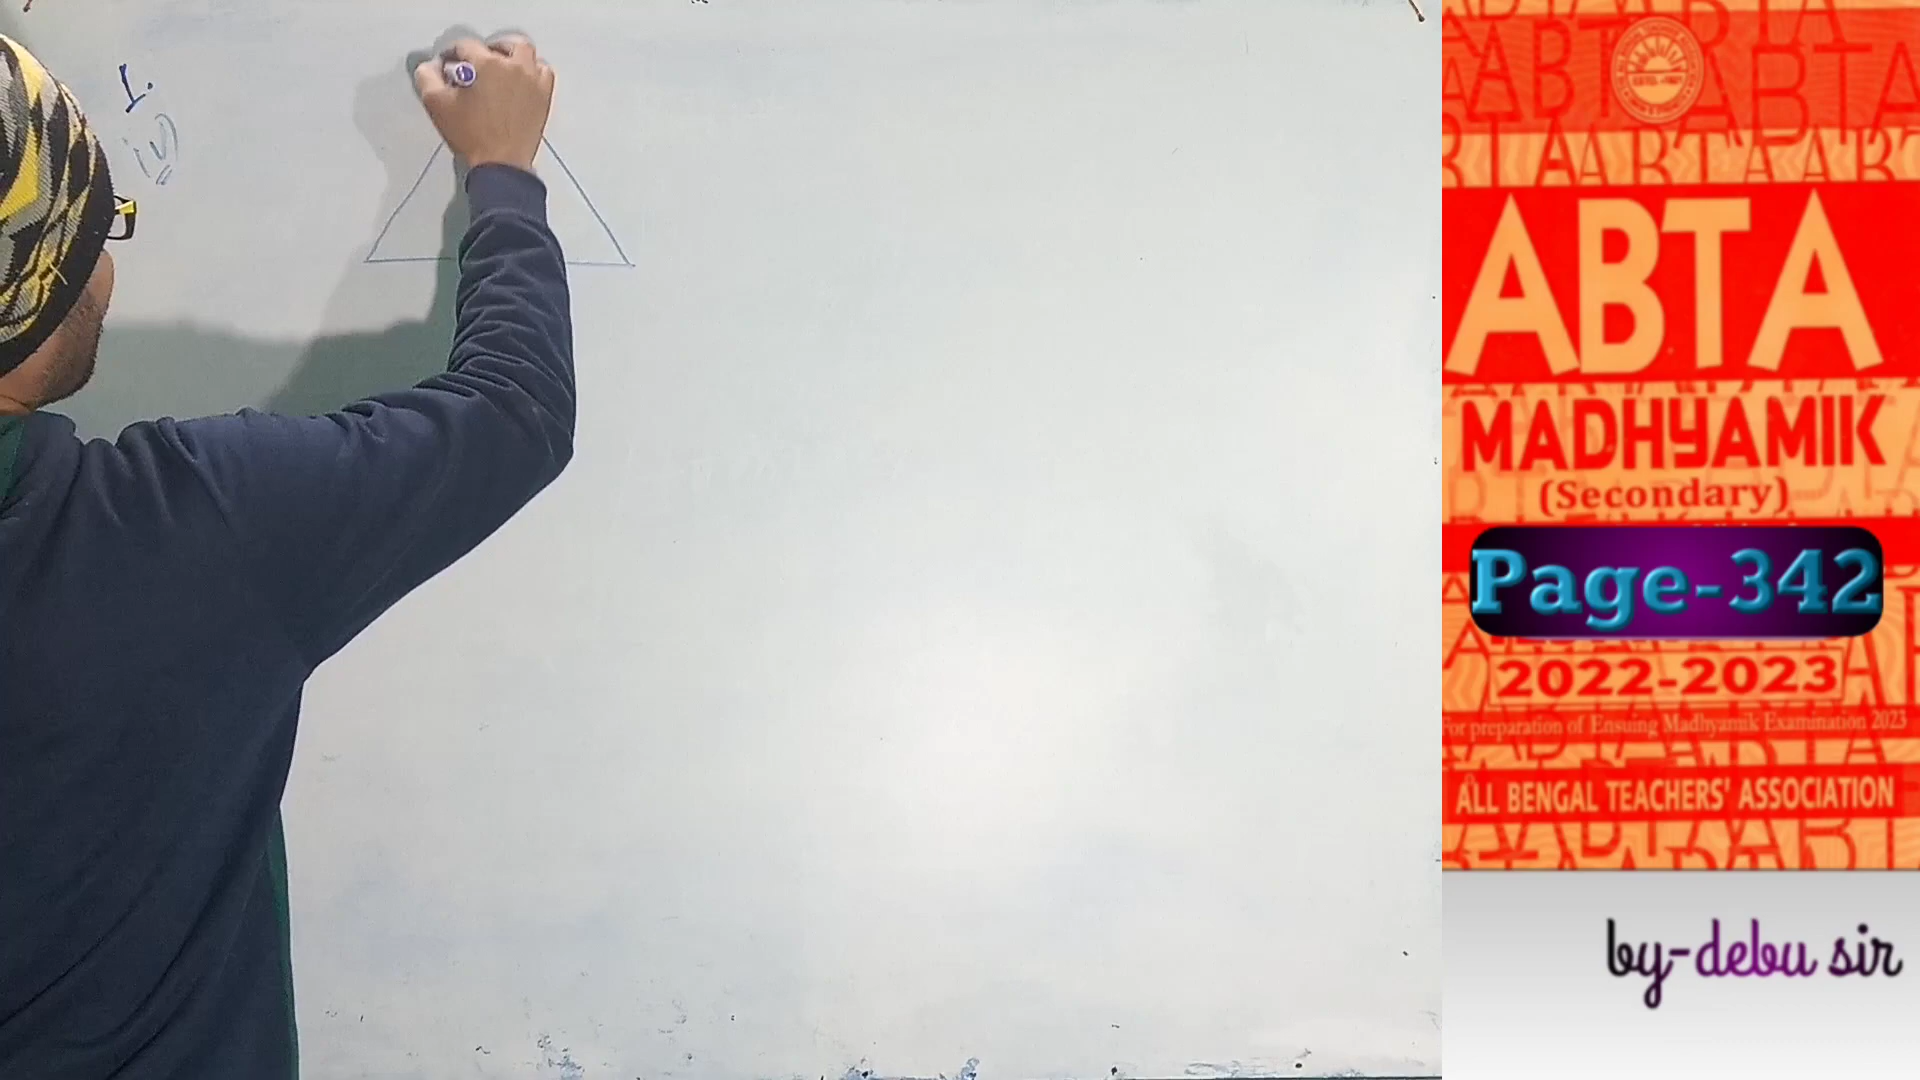 1.
(v)
ABTA
MADHYAMIK
(Secondary)
Page-342
2022-2023
For preparation of Ensuing Madhyamik Examination 2023
ALL BENGAL TEACHERS' ASSOCIATION
by-debu sir